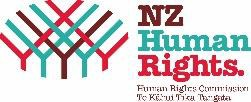 NZ
Human
Rights.
Human Rights Commission
Te Kāhui Tika Tangata